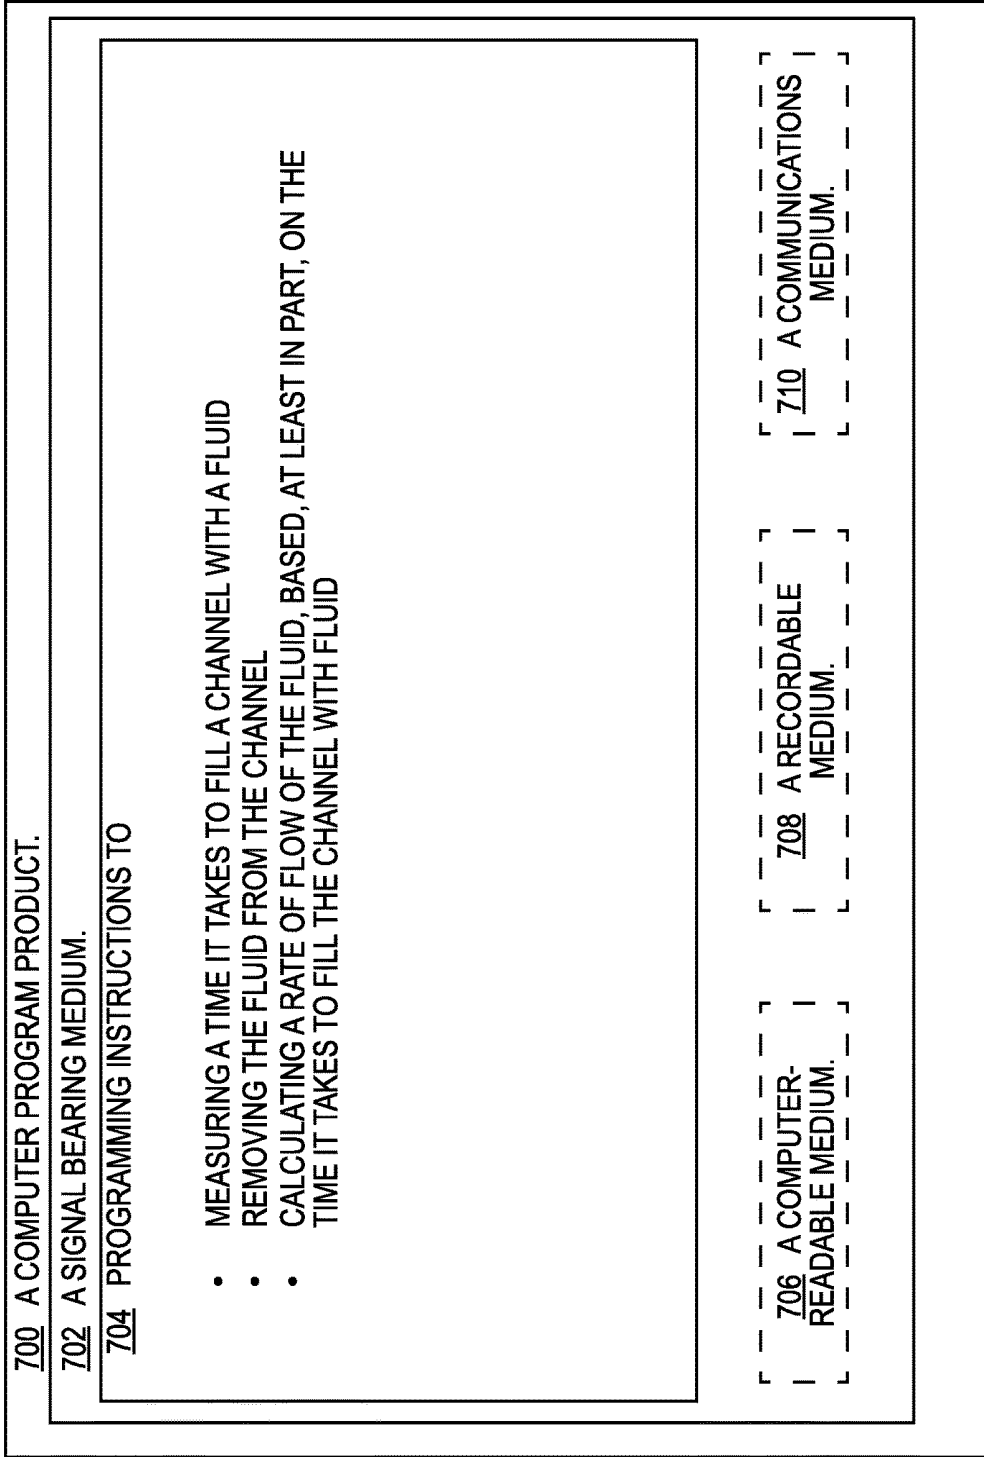 700 A COMPUTER PROGRAM PRODUCT.
702 A SIGNAL BEARING MEDIUM.
704 PROGRAMMING INSTRUCTIONS TO
• MEASURING A TIME IT TAKES TO FILL A CHANNEL WITH A FLUID
• REMOVING THE FLUID FROM THE CHANNEL
• CALCULATING A RATE OF FLOW OF THE FLUID, BASED, AT LEAST IN PART, ON THE
TIME IT TAKES TO FILL THE CHANNEL WITH FLUID
706 A COMPUTER-
READABLE MEDIUM.
708 A RECORDABLE
MEDIUM.
710 A COMMUNICATIONS
MEDIUM.